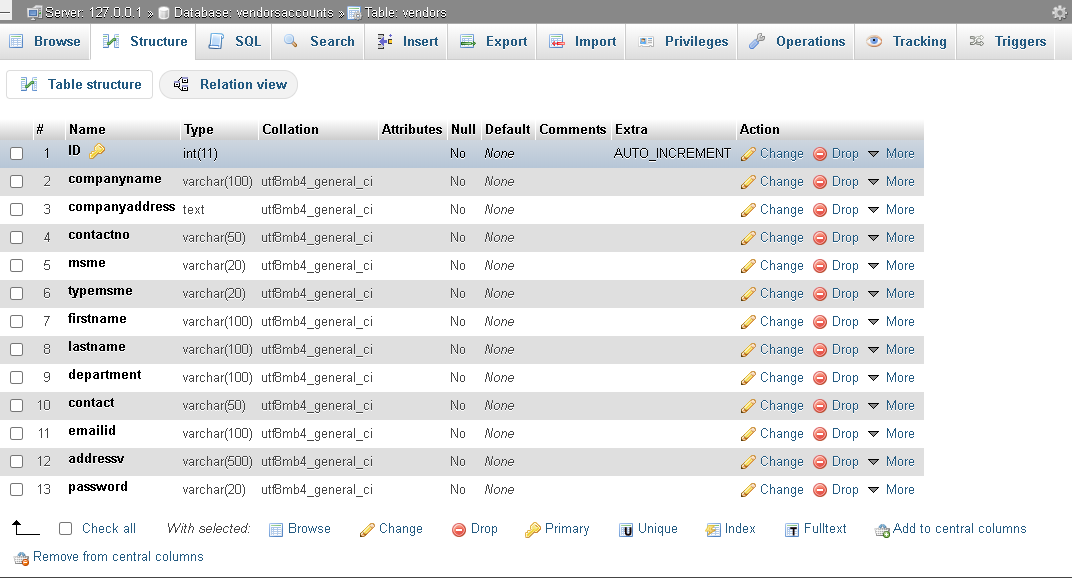 Server: 127.0.0.1 » Database: vendorsaccounts » Table: vendors
Browse Structure SQL Search Insert Export Import Privileges Operations Tracking Triggers
Table structure Relation view
# Name Type Collation Attributes Null Default Comments Extra Action
1 ID int(11) No None AUTO_INCREMENT Change Drop More
2 companyname varchar(100) utf8mb4_general_ci No None Change Drop More
3 companyaddress text utf8mb4_general_ci No None Change Drop More
4 contactno varchar(50) utf8mb4_general_ci No None Change Drop More
5 msme varchar(20) utf8mb4_general_ci No None Change Drop More
6 typemsme varchar(20) utf8mb4_general_ci No None Change Drop More
7 firstname varchar(100) utf8mb4_general_ci No None Change Drop More
8 lastname varchar(100) utf8mb4_general_ci No None Change Drop More
9 department varchar(100) utf8mb4_general_ci No None Change Drop More
10 contact varchar(50) utf8mb4_general_ci No None Change Drop More
11 emailid varchar(100) utf8mb4_general_ci No None Change Drop More
12 addressv varchar(500) utf8mb4_general_ci No None Change Drop More
13 password varchar(20) utf8mb4_general_ci No None Change Drop More
Check all With selected: Browse Change Drop Primary Unique Index Fulltext Add to central columns
Remove from central columns